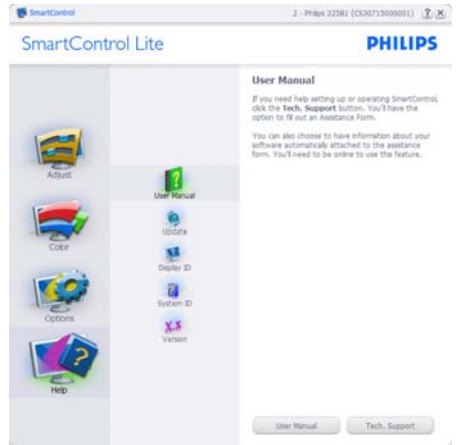 SmartControl
2 - Philips 225B1 (CS30715000001)
?
SmartControl Lite
PHILIPS
Adjust
Color
Options
Help
User Manual
Update
Display ID
System ID
X.x
Version
User Manual
If you need help setting up or operating SmartControl,
click the Tech. Support button. You'll have the
option to fill out an Assistance Form.
You can also choose to have information about your
software automatically attached to the assistance
form. You'll need to be online to use this feature.
User Manual
Tech. Support